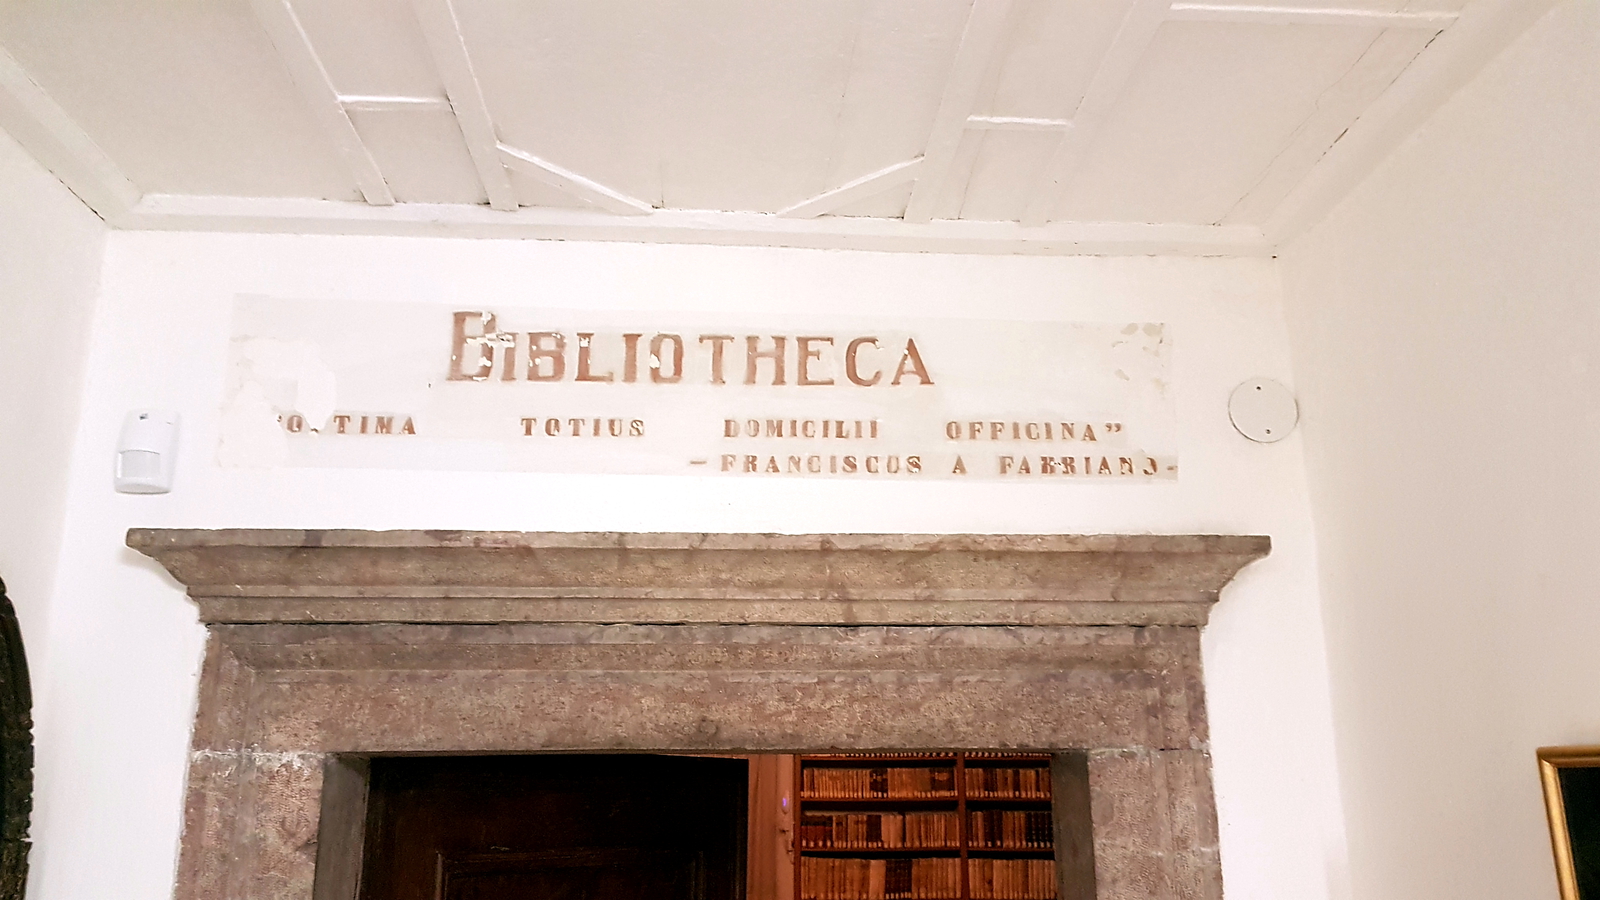 BIBLIOTHECA
TOTIUS DOMICILII OFFICINA”
- FRANCISCUS A FABRIANO -